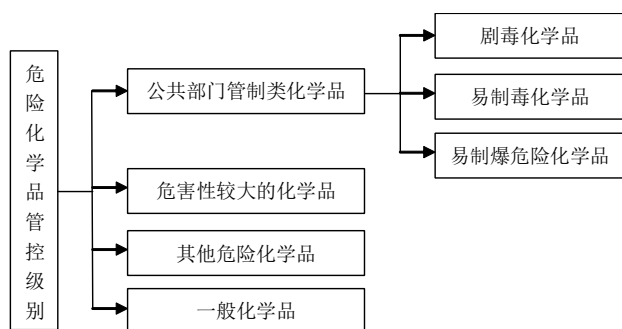 危险化学品管控级别
公共部门管制类化学品
危害性较大的化学品
其他危险化学品
一般化学品
剧毒化学品
易制毒化学品
易制爆危险化学品